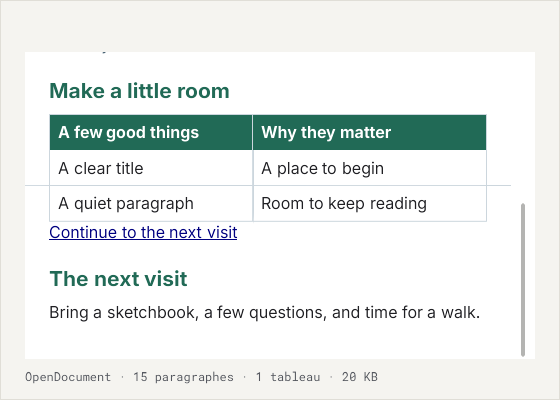 Make a little room
A few good things Why they matter
A clear title A place to begin
A quiet paragraph Room to keep reading
Continue to the next visit
The next visit
Bring a sketchbook, a few questions, and time for a walk.
OpenDocument · 15 paragraphes · 1 tableau · 20 KB